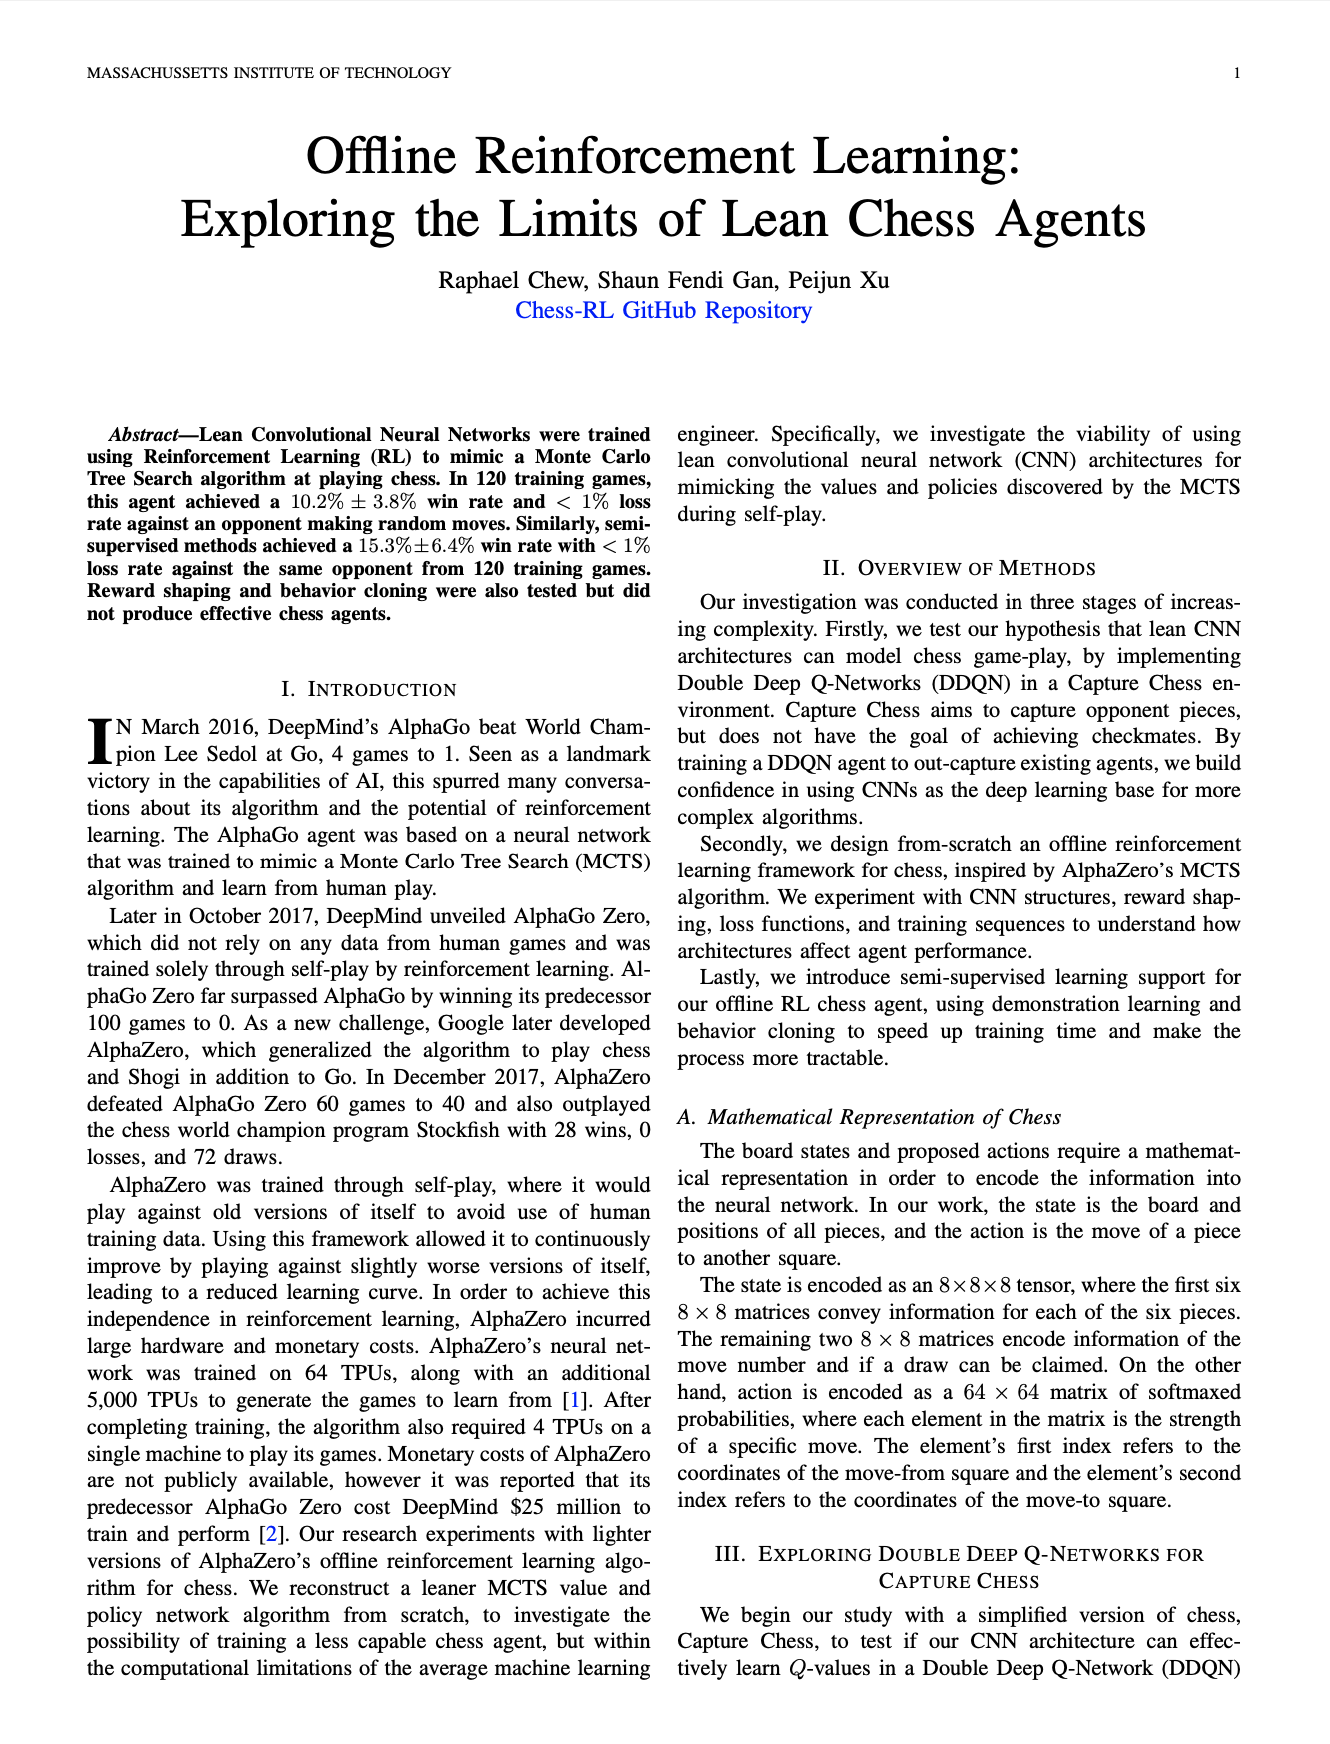 MASSACHUSSETTS INSTITUTE OF TECHNOLOGY
1
Offline Reinforcement Learning:
Exploring the Limits of Lean Chess Agents
Raphael Chew, Shaun Fendi Gan, Peijun Xu
Chess-RL GitHub Repository
Abstract—Lean Convolutional Neural Networks were trained
using Reinforcement Learning (RL) to mimic a Monte Carlo
Tree Search algorithm at playing chess. In 120 training games,
this agent achieved a 10.2% ± 3.8% win rate and < 1% loss
rate against an opponent making random moves. Similarly, semi-
supervised methods achieved a 15.3%±6.4% win rate with < 1%
loss rate against the same opponent from 120 training games.
Reward shaping and behavior cloning were also tested but did
not produce effective chess agents.
I. INTRODUCTION
IN March 2016, DeepMind's AlphaGo beat World Cham-
pion Lee Sedol at Go, 4 games to 1. Seen as a landmark
victory in the capabilities of AI, this spurred many conversa-
tions about its algorithm and the potential of reinforcement
learning. The AlphaGo agent was based on a neural network
that was trained to mimic a Monte Carlo Tree Search (MCTS)
algorithm and learn from human play.
Later in October 2017, DeepMind unveiled AlphaGo Zero,
which did not rely on any data from human games and was
trained solely through self-play by reinforcement learning. Al-
phaGo Zero far surpassed AlphaGo by winning its predecessor
100 games to 0. As a new challenge, Google later developed
AlphaZero, which generalized the algorithm to play chess
and Shogi in addition to Go. In December 2017, AlphaZero
defeated AlphaGo Zero 60 games to 40 and also outplayed
the chess world champion program Stockfish with 28 wins, 0
losses, and 72 draws.
AlphaZero was trained through self-play, where it would
play against old versions of itself to avoid use of human
training data. Using this framework allowed it to continuously
improve by playing against slightly worse versions of itself,
leading to a reduced learning curve. In order to achieve this
independence in reinforcement learning, AlphaZero incurred
large hardware and monetary costs. AlphaZero's neural net-
work was trained on 64 TPUs, along with an additional
5,000 TPUs to generate the games to learn from [1]. After
completing training, the algorithm also required 4 TPUs on a
single machine to play its games. Monetary costs of AlphaZero
are not publicly available, however it was reported that its
predecessor AlphaGo Zero cost DeepMind $25 million to
train and perform [2]. Our research experiments with lighter
versions of AlphaZero's offline reinforcement learning algo-
rithm for chess. We reconstruct a leaner MCTS value and
policy network algorithm from scratch, to investigate the
possibility of training a less capable chess agent, but within
the computational limitations of the average machine learning
engineer. Specifically, we investigate the viability of using
lean convolutional neural network (CNN) architectures for
mimicking the values and policies discovered by the MCTS
during self-play.
II. OVERVIEW OF METHODS
Our investigation was conducted in three stages of increas-
ing complexity. Firstly, we test our hypothesis that lean CNN
architectures can model chess game-play, by implementing
Double Deep Q-Networks (DDQN) in a Capture Chess en-
vironment. Capture Chess aims to capture opponent pieces,
but does not have the goal of achieving checkmates. By
training a DDQN agent to out-capture existing agents, we build
confidence in using CNNs as the deep learning base for more
complex algorithms.
Secondly, we design from-scratch an offline reinforcement
learning framework for chess, inspired by AlphaZero's MCTS
algorithm. We experiment with CNN structures, reward shap-
ing, loss functions, and training sequences to understand how
architectures affect agent performance.
Lastly, we introduce semi-supervised learning support for
our offline RL chess agent, using demonstration learning and
behavior cloning to speed up training time and make the
process more tractable.
A. Mathematical Representation of Chess
The board states and proposed actions require a mathemat-
ical representation in order to encode the information into
the neural network. In our work, the state is the board and
positions of all pieces, and the action is the move of a piece
to another square.
The state is encoded as an 8×8×8 tensor, where the first six
8 × 8 matrices convey information for each of the six pieces.
The remaining two 8 × 8 matrices encode information of the
move number and if a draw can be claimed. On the other
hand, action is encoded as a 64 × 64 matrix of softmaxed
probabilities, where each element in the matrix is the strength
of a specific move. The element's first index refers to the
coordinates of the move-from square and the element's second
index refers to the coordinates of the move-to square.
III. EXPLORING DOUBLE DEEP Q-NETWORKS FOR
CAPTURE CHESS
We begin our study with a simplified version of chess,
Capture Chess, to test if our CNN architecture can effec-
tively learn Q-values in a Double Deep Q-Network (DDQN)